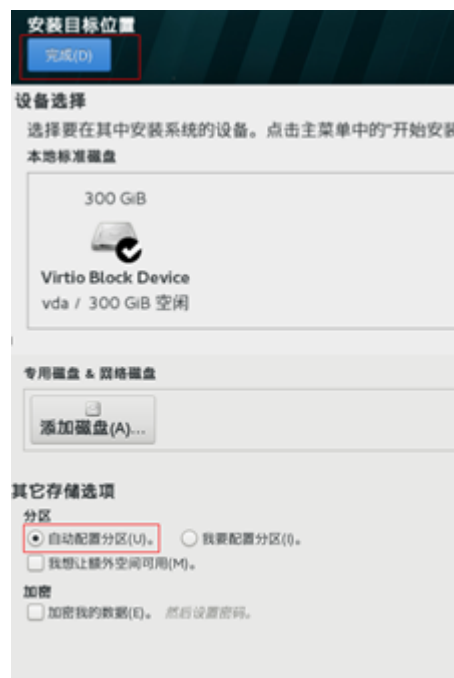 安装目标位置
完成(D)
设备选择
选择要在其中安装系统的设备。点击主菜单中的"开始安装
本地标准磁盘
300 GiB
Virtio Block Device
vda / 300 GiB 空闲
专用磁盘 & 网络磁盘
添加磁盘(A)...
其它存储选项
分区
自动配置分区(U)。 我要配置分区(I)。
我想让额外空间可用(M)。
加密
加密我的数据(E)。 然后设置密码。